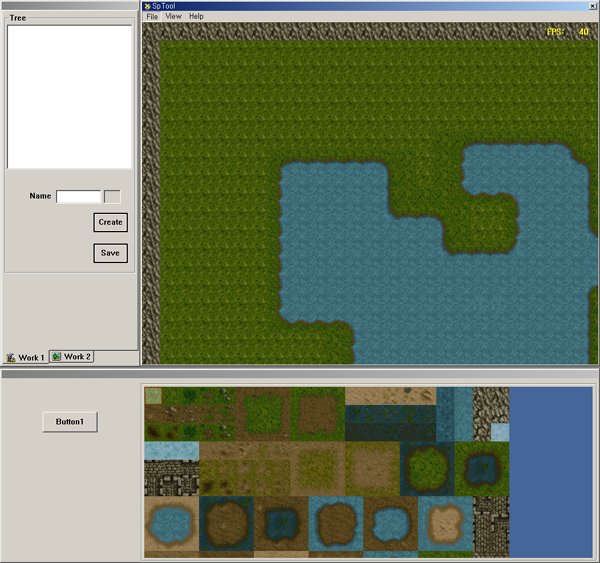 Tree
SpTool
File View Help
FPS: 40
Name
Create
Save
Work 1 Work 2
Button1